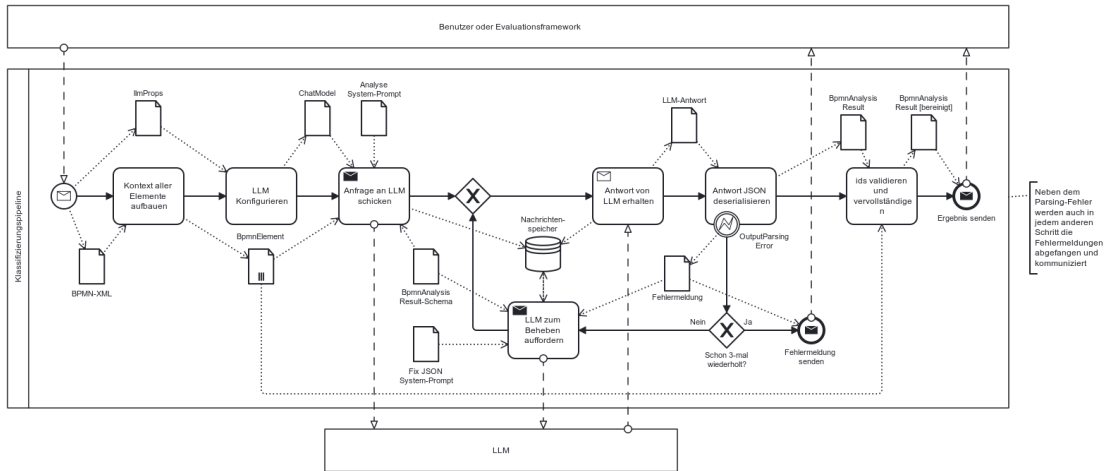 Benutzer oder Evaluationsframework
Klassifizierungspipeline
llmProps
ChatModel
Analyse
System-Prompt
LLM-Antwort
BpmnAnalysis
Result
BpmnAnalysis
Result [bereinigt]
Kontext aller
Elemente
aufbauen
LLM
Konfigurieren
Anfrage an LLM
schicken
X
Antwort von
LLM erhalten
Antwort JSON
deserialisieren
ids validieren
und
vervollständige
n
Ergebnis senden
Neben dem
Parsing-Fehler
werden auch in
jedem anderen
Schritt die
Fehlermeldungen
abgefangen und
kommuniziert
BPMN-XML
BpmnElement
Nachrichten-
speicher
OutputParsing
Error
BpmnAnalysis
Result-Schema
Fehlermeldung
LLM zum
Beheben
auffordern
Nein
X
Ja
Schon 3-mal
wiederholt?
Fehlermeldung
senden
Fix JSON
System-Prompt
LLM